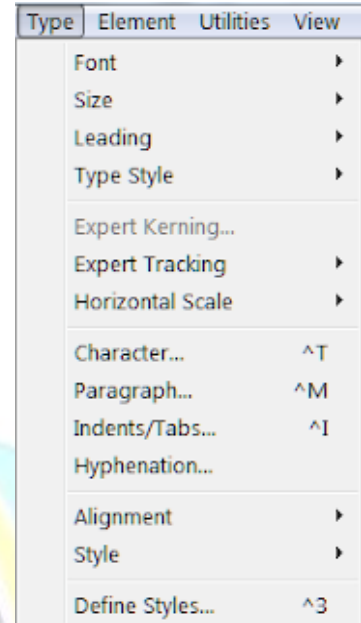 Type Element Utilities View
Font
Size
Leading
Type Style
Expert Kerning...
Expert Tracking
Horizontal Scale
Character... ^T
Paragraph... ^M
Indents/Tabs... ^I
Hyphenation...
Alignment
Style
Define Styles... ^3